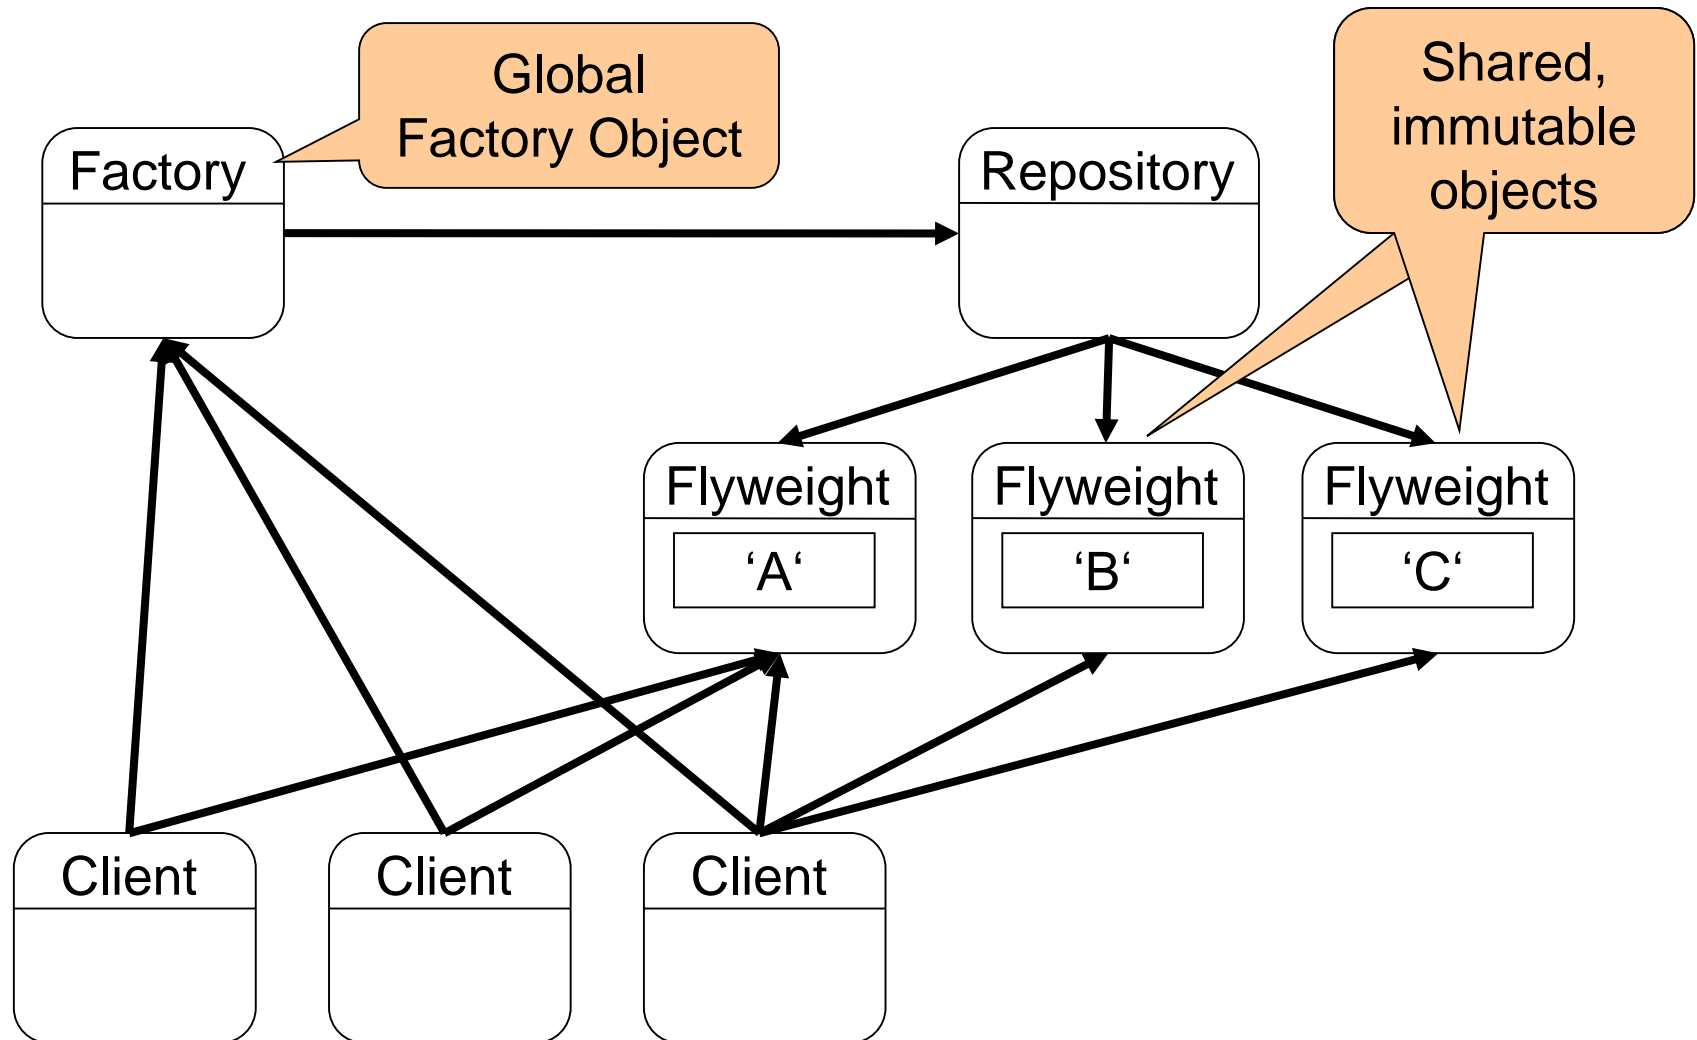 Global
Factory Object
Shared,
immutable
objects
Factory
Repository
Flyweight
Flyweight
Flyweight
‘A‘
‘B‘
‘C‘
Client
Client
Client